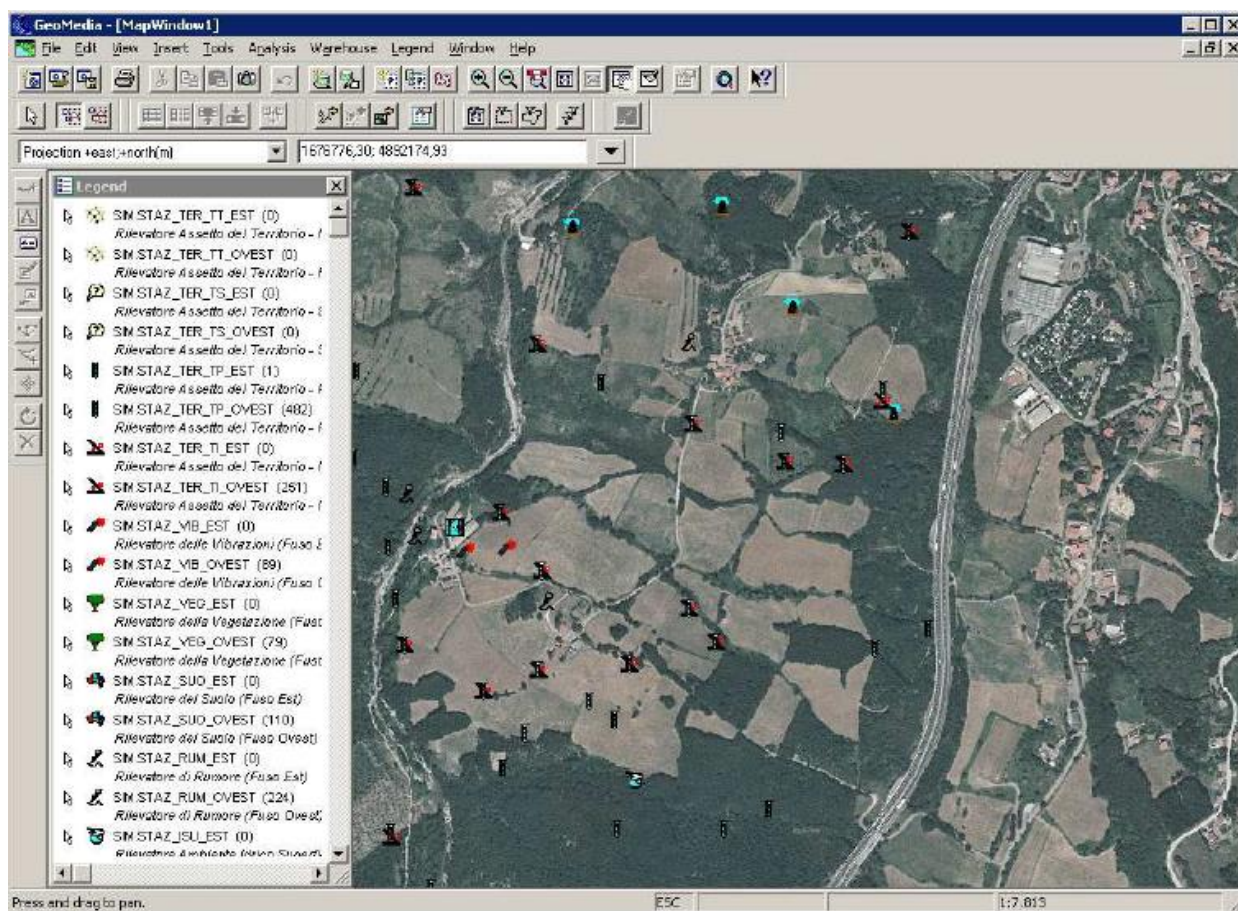 GeoMedia - [MapWindow1]
File Edit View Insert Tools Analysis Warehouse Legend Window Help
Projection +east;+north(m) 1676776,30; 4892174,93
Legend
SIM.STAZ_TER_TT_EST (0)
Rilevatore Assetto del Territorio -
SIM.STAZ_TER_TT_OVEST (0)
Rilevatore Assetto del Territorio -
SIM.STAZ_TER_TS_EST (0)
Rilevatore Assetto del Territorio -
SIM.STAZ_TER_TS_OVEST (0)
Rilevatore Assetto del Territorio -
SIM.STAZ_TER_TP_EST (1)
Rilevatore Assetto del Territorio -
SIM.STAZ_TER_TP_OVEST (482)
Rilevatore Assetto del Territorio -
SIM.STAZ_TER_TI_EST (0)
Rilevatore Assetto del Territorio -
SIM.STAZ_TER_TI_OVEST (251)
Rilevatore Assetto del Territorio -
SIM.STAZ_VIB_EST (0)
Rilevatore delle Vibrazioni (Fuso
SIM.STAZ_VIB_OVEST (89)
Rilevatore delle Vibrazioni (Fuso
SIM.STAZ_VEG_EST (0)
Rilevatore della Vegetazione (Fus
SIM.STAZ_VEG_OVEST (79)
Rilevatore della Vegetazione (Fus
SIM.STAZ_SUO_EST (0)
Rilevatore del Suolo (Fuso Est)
SIM.STAZ_SUO_OVEST (110)
Rilevatore del Suolo (Fuso Ovest)
SIM.STAZ_RUM_EST (0)
Rilevatore di Rumore (Fuso Est)
SIM.STAZ_RUM_OVEST (224)
Rilevatore di Rumore (Fuso Ovest)
SIM.STAZ_ISU_EST (0)
Rilevatore Ambiente Idrico Superf
Press and drag to pan. ESC 1:7.813